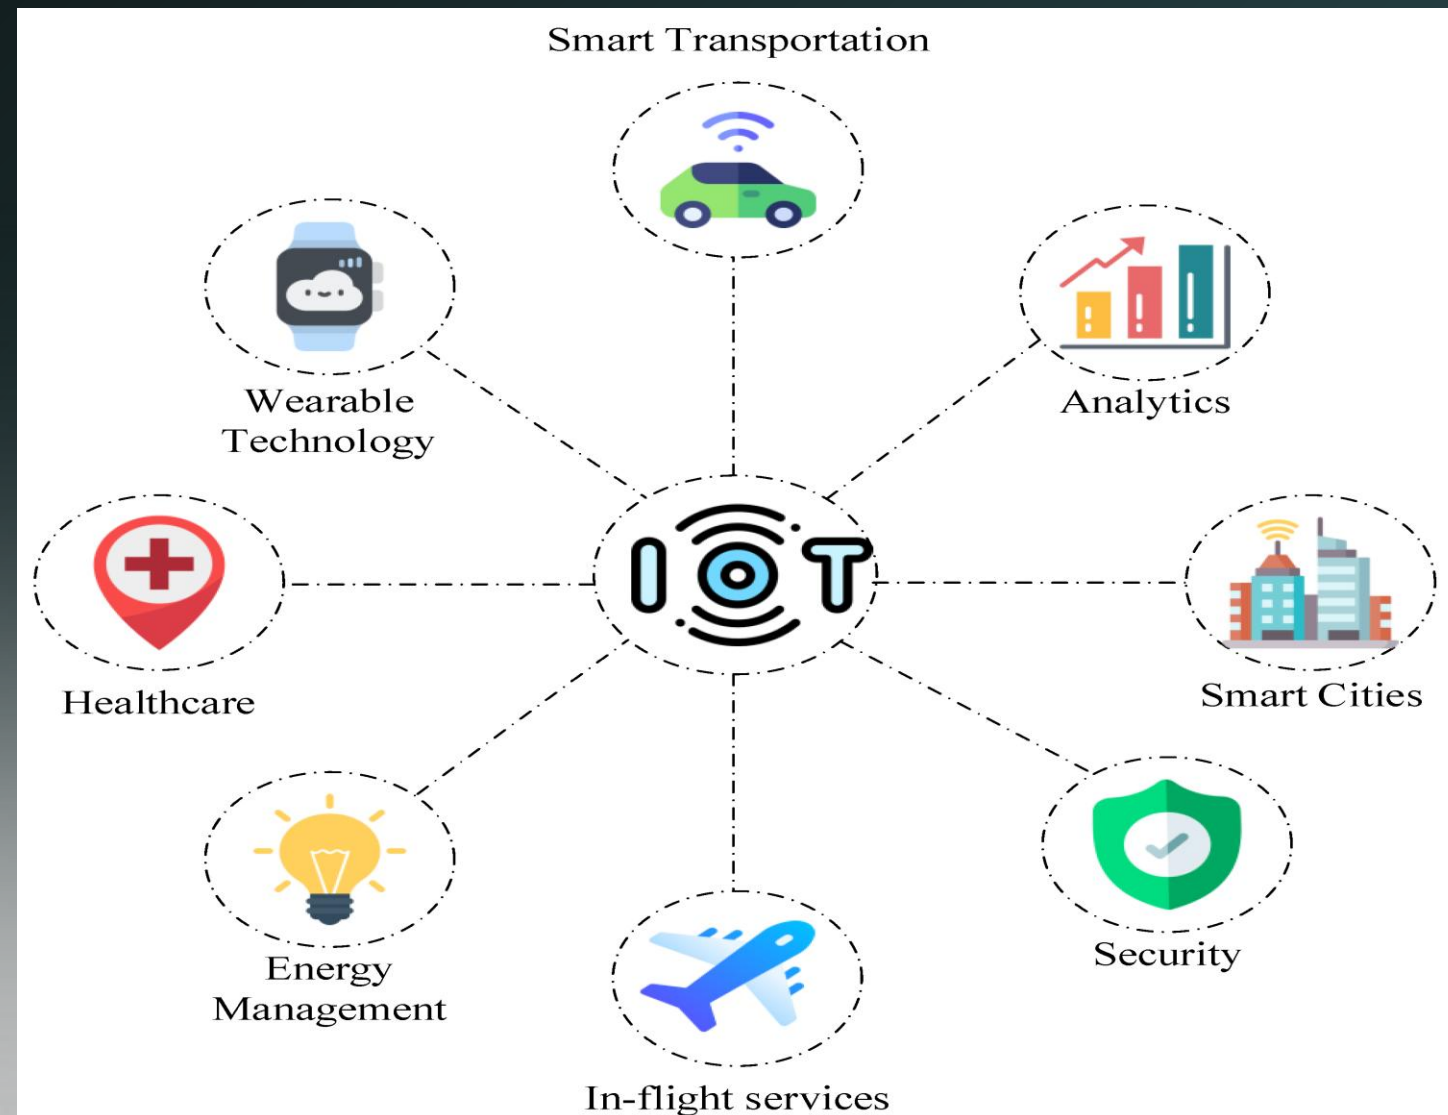 Smart Transportation
Wearable
Technology
Analytics
IOT
Healthcare
Smart Cities
Energy
Management
Security
In-flight services